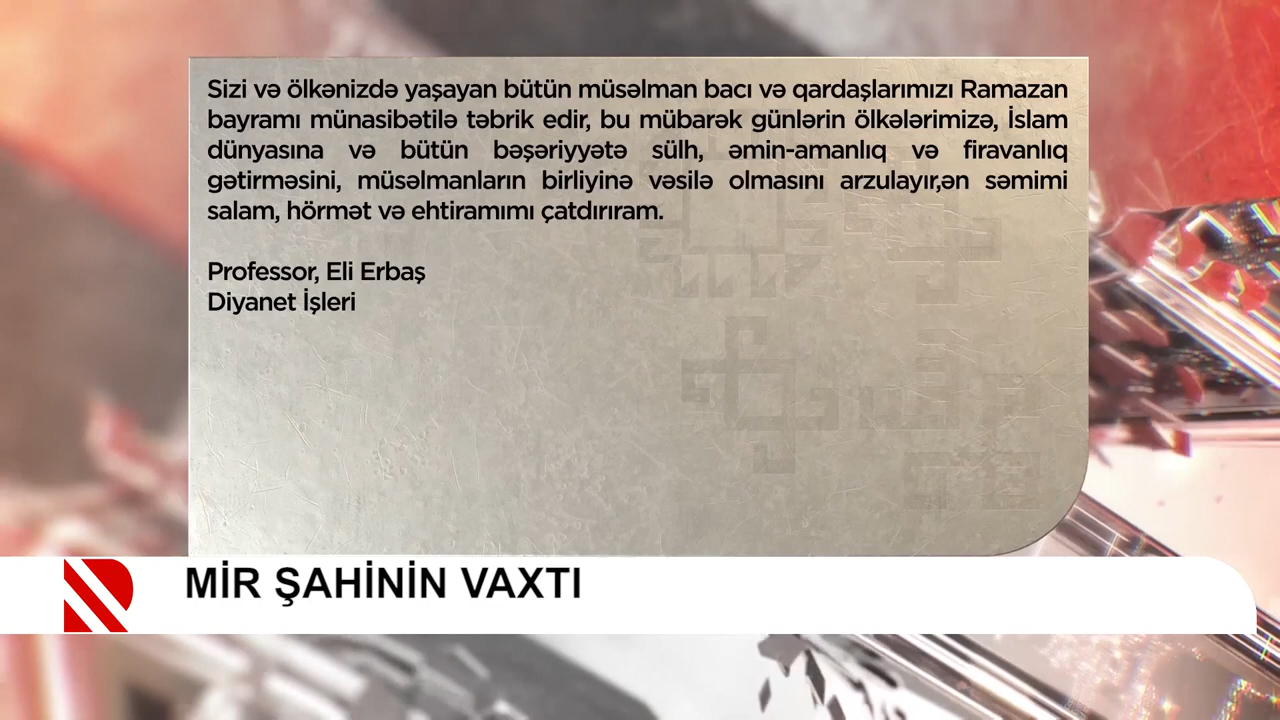 Sizi və ölkənizdə yaşayan bütün müsəlman bacı və qardaşlarımızı Ramazan
bayramı münasibətilə təbrik edir, bu mübarək günlərin ölkələrimizə, İslam
dünyasına və bütün bəşəriyyətə sülh, əmin-amanlıq və firavanlıq
gətirməsini, müsəlmanların birliyinə vəsilə olmasını arzulayır,ən səmimi
salam, hörmət və ehtiramımı çatdırıram.
Professor, Eli Erbaş
Diyanet İşleri
MİR ŞAHİNİN VAXTI